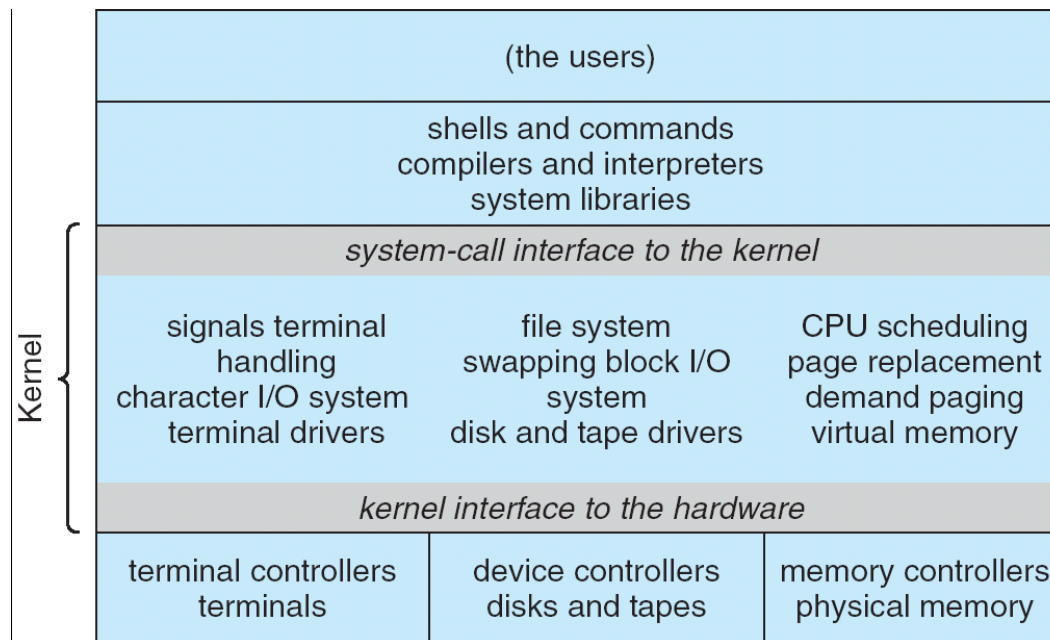 (the users)
shells and commands
compilers and interpreters
system libraries
Kernel
system-call interface to the kernel
signals terminal
handling
character I/O system
terminal drivers
file system
swapping block I/O
system
disk and tape drivers
CPU scheduling
page replacement
demand paging
virtual memory
kernel interface to the hardware
terminal controllers
terminals
device controllers
disks and tapes
memory controllers
physical memory